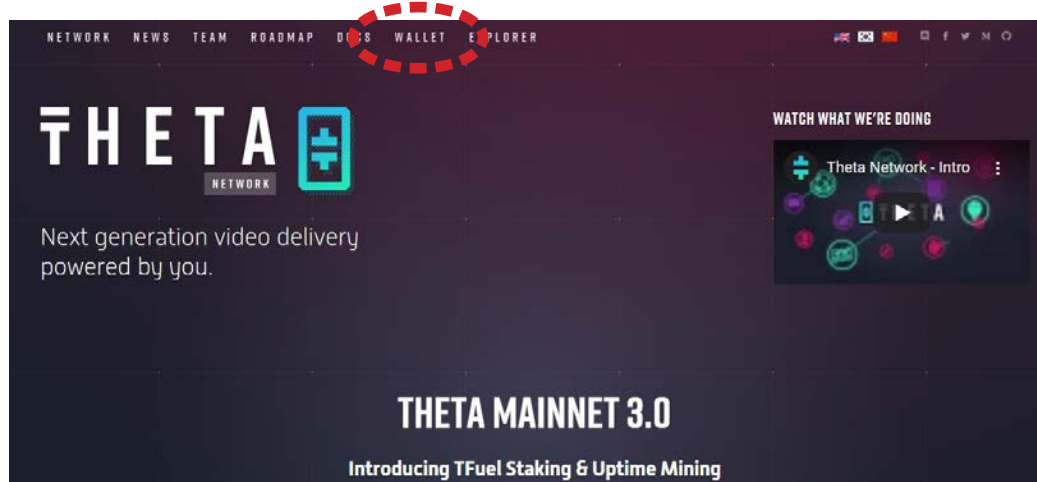 NETWORK NEWS TEAM ROADMAP DOCS WALLET EXPLORER
THETA
NETWORK
Next generation video delivery
powered by you.
WATCH WHAT WE'RE DOING
Theta Network - Intro
THETA
THETA MAINNET 3.0
Introducing TFuel Staking & Uptime Mining